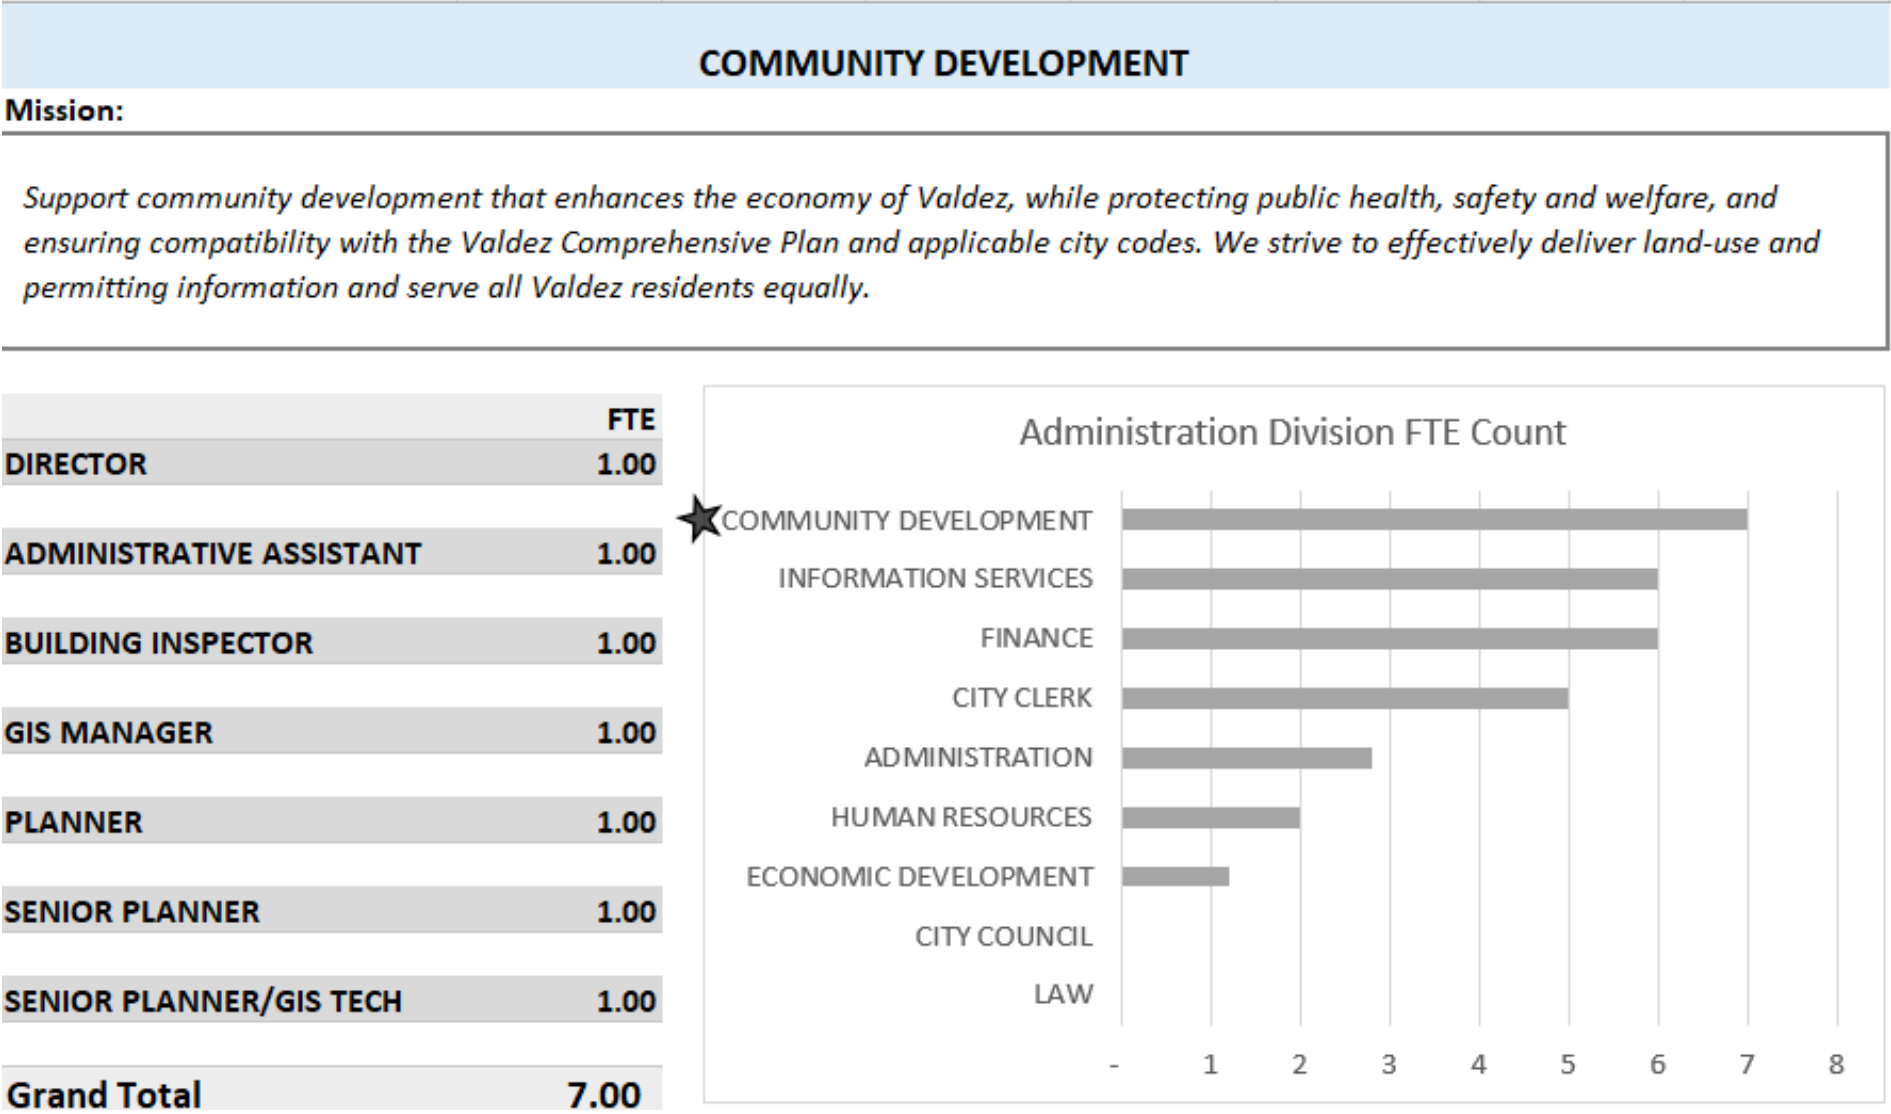 COMMUNITY DEVELOPMENT
Mission:
Support community development that enhances the economy of Valdez, while protecting public health, safety and welfare, and
ensuring compatibility with the Valdez Comprehensive Plan and applicable city codes. We strive to effectively deliver land-use and
permitting information and serve all Valdez residents equally.
FTE
DIRECTOR 1.00
ADMINISTRATIVE ASSISTANT 1.00
BUILDING INSPECTOR 1.00
GIS MANAGER 1.00
PLANNER 1.00
SENIOR PLANNER 1.00
SENIOR PLANNER/GIS TECH 1.00
Grand Total 7.00
Administration Division FTE Count
COMMUNITY DEVELOPMENT
INFORMATION SERVICES
FINANCE
CITY CLERK
ADMINISTRATION
HUMAN RESOURCES
ECONOMIC DEVELOPMENT
CITY COUNCIL
LAW
- 1 2 3 4 5 6 7 8